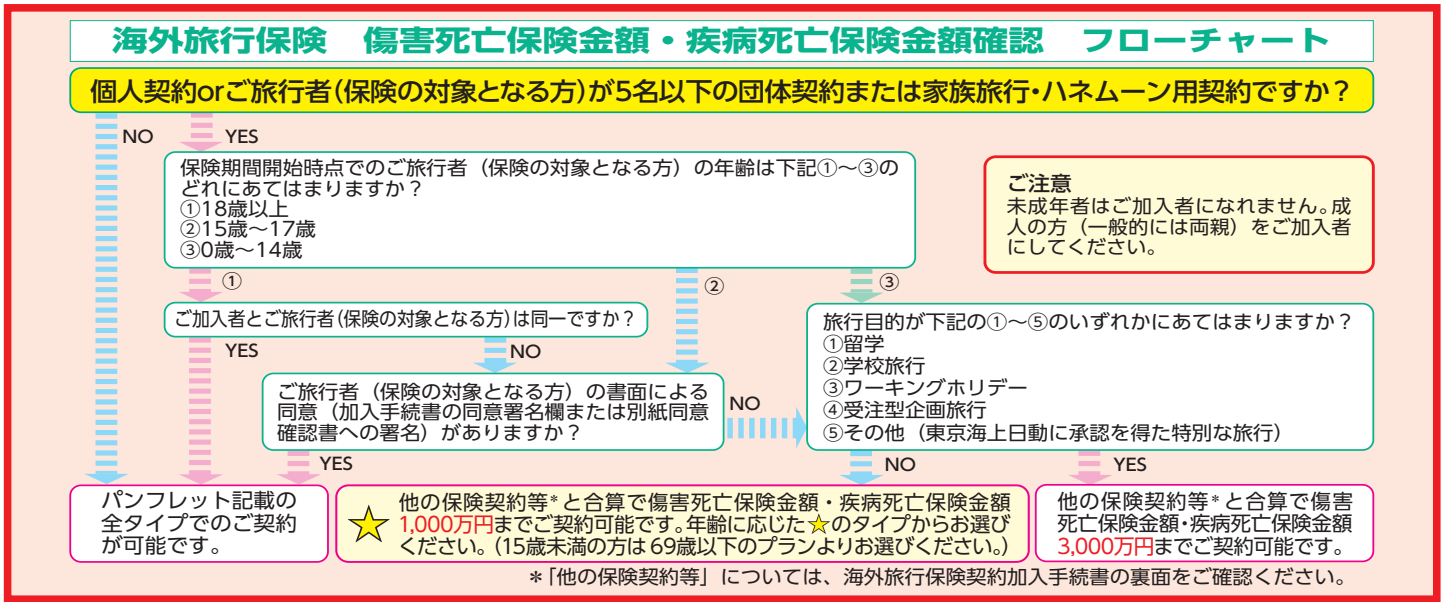 海外旅行保険　傷害死亡保険金額・疾病死亡保険金額確認　フローチャート
個人契約orご旅行者(保険の対象となる方)が5名以下の団体契約または家族旅行・ハネムーン用契約ですか？
NO
YES
保険期間開始時点でのご旅行者（保険の対象となる方）の年齢は下記①～③の
どれにあてはまりますか？
①18歳以上
②15歳～17歳
③0歳～14歳
ご注意
未成年者はご加入者になれません。成
人の方（一般的には両親）をご加入者
にしてください。
①
②
③
ご加入者とご旅行者(保険の対象となる方)は同一ですか？
YES
NO
旅行目的が下記の①～⑤のいずれかにあてはまりますか？
①留学
②学校旅行
③ワーキングホリデー
④受注型企画旅行
⑤その他（東京海上日動に承認を得た特別な旅行）
ご旅行者（保険の対象となる方）の書面による
同意（加入手続書の同意署名欄または別紙同意
確認書への署名）がありますか？
NO
YES
NO
YES
パンフレット記載の
全タイプでのご契約
が可能です。
他の保険契約等＊と合算で傷害死亡保険金額・疾病死亡保険金額
1,000万円までご契約可能です。年齢に応じた☆のタイプからお選び
ください。（15歳未満の方は69歳以下のプランよりお選びください。）
他の保険契約等＊と合算で傷害
死亡保険金額・疾病死亡保険金額
3,000万円までご契約可能です。
＊「他の保険契約等」については、海外旅行保険契約加入手続書の裏面をご確認ください。